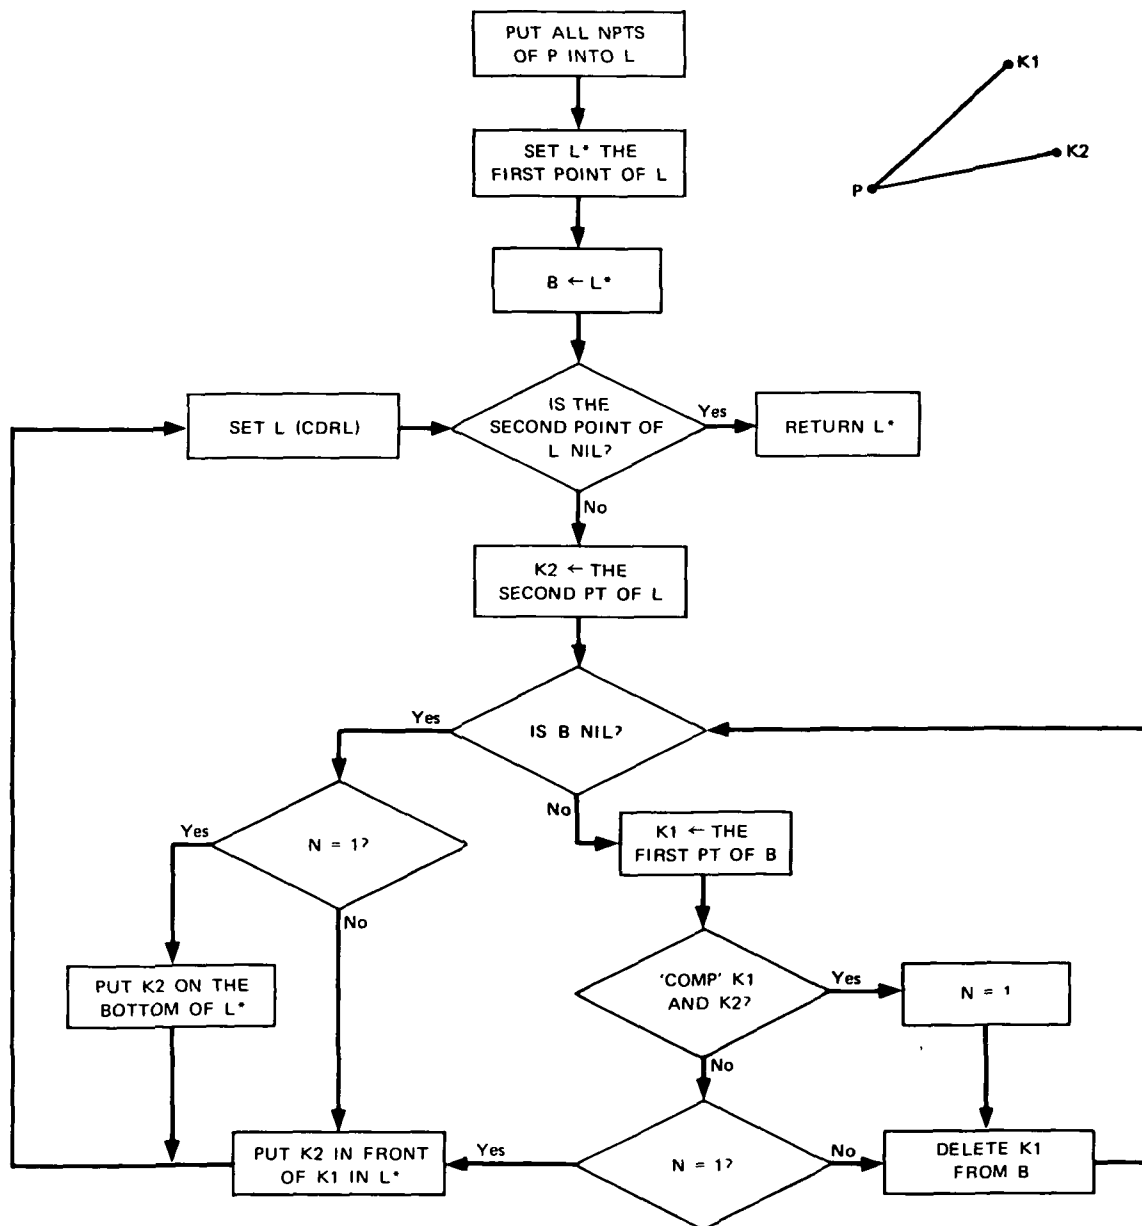 PUT ALL NPTS
OF P INTO L
K1
K2
P
SET L* THE
FIRST POINT OF L
B ← L*
SET L (CDRL)
IS THE
SECOND POINT OF
L NIL?
Yes
RETURN L*
No
K2 ← THE
SECOND PT OF L
Yes
IS B NIL?
No
Yes
N = 1?
No
K1 ← THE
FIRST PT OF B
PUT K2 ON THE
BOTTOM OF L*
'COMP' K1
AND K2?
Yes
N = 1
No
PUT K2 IN FRONT
OF K1 IN L*
Yes
N = 1?
No
DELETE K1
FROM B